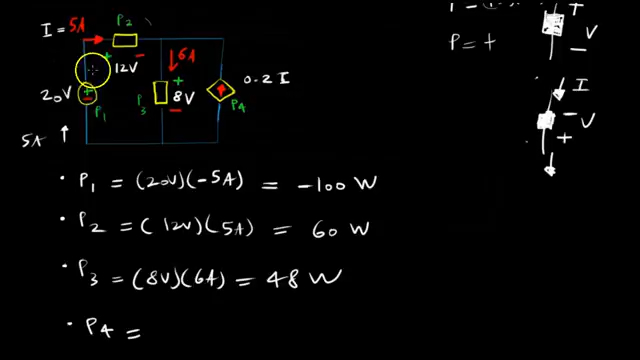 I = 5A
P2
6A
12V
+
-
20V
+
-
P1
P3
+
8V
-
0.2 I
P4
5A
· P1 = (20V)(-5A) = -100 W
· P2 = (12V)(5A) = 60 W
· P3 = (8V)(6A) = 48 W
· P4 =
+
-
V
P = +
I
-
V
+